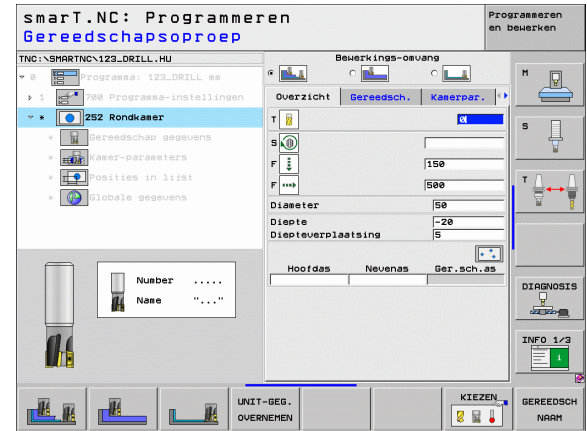 smarT.NC: Programmeren
Gereedschapsoproep
Programmeren
en bewerken
TNC:\SMARTNC\123_DRILL.HU
0 Programma: 123_DRILL mm
1 700 Programma-instellingen
* 252 Rondkamer
* Gereedschap gegevens
* Kamer-parameters
* Posities in lijst
* Globale gegevens
Number .....
Name "..."
Bewerkings-omvang
Overzicht Gereedsch. Kamerpar.
T 0
S
F 150
F 500
Diameter 50
Diepte -20
Diepteverplaatsing 5
Hoofdas Nevenas Ger.sch.as
M
S
T
DIAGNOSIS
INFO 1/3
UNIT-GEG.
OVERNEMEN
KIEZEN
GEREEDSCH
NAAM